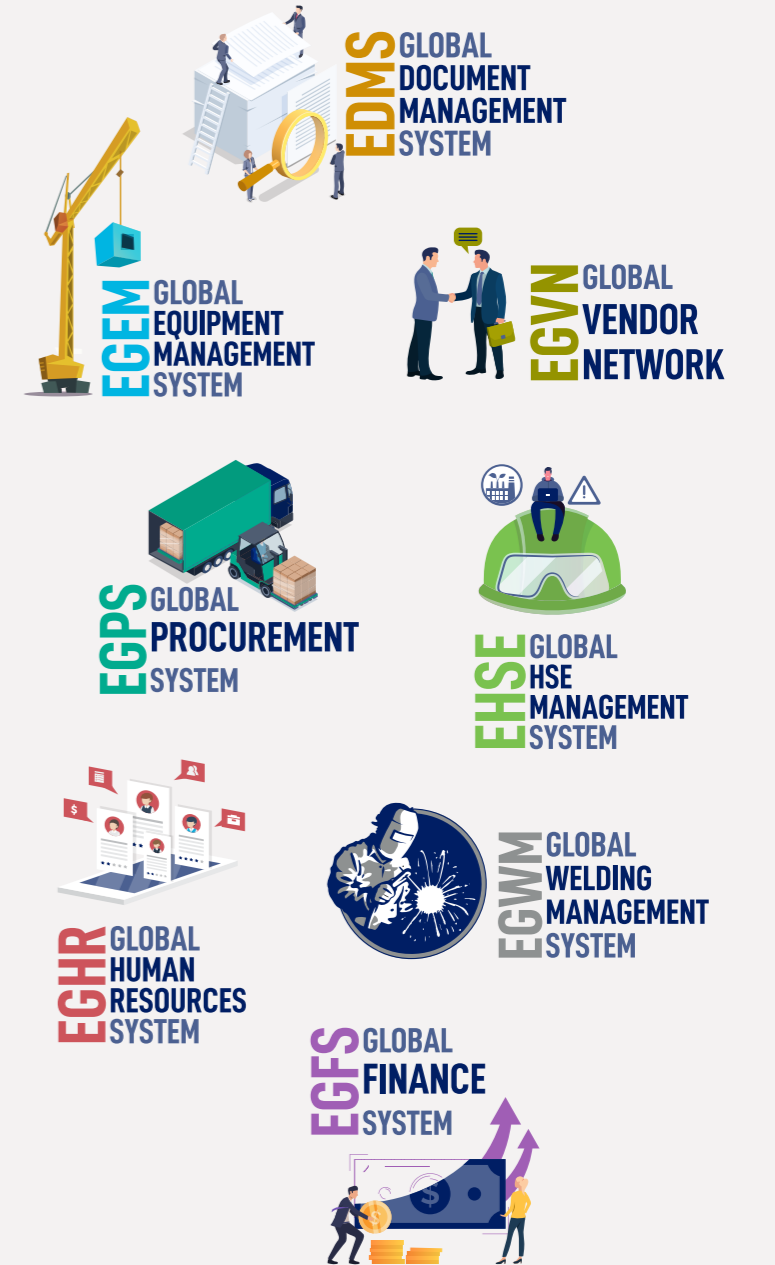 EDMS
GLOBAL
DOCUMENT
MANAGEMENT
SYSTEM
EGEM
GLOBAL
EQUIPMENT
MANAGEMENT
SYSTEM
EGVN
GLOBAL
VENDOR
NETWORK
EGPS
GLOBAL
PROCUREMENT
SYSTEM
EHSE
GLOBAL
HSE
MANAGEMENT
SYSTEM
$
EGHR
GLOBAL
HUMAN
RESOURCES
SYSTEM
EGWM
GLOBAL
WELDING
MANAGEMENT
SYSTEM
EGFS
GLOBAL
FINANCE
SYSTEM
$
$